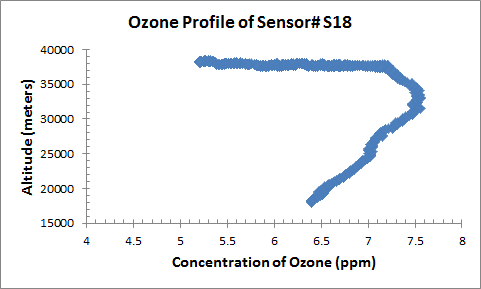 Ozone Profile of Sensor# S18
Altitude (meters)
40000
35000
30000
25000
20000
15000
4 4.5 5 5.5 6 6.5 7 7.5 8
Concentration of Ozone (ppm)